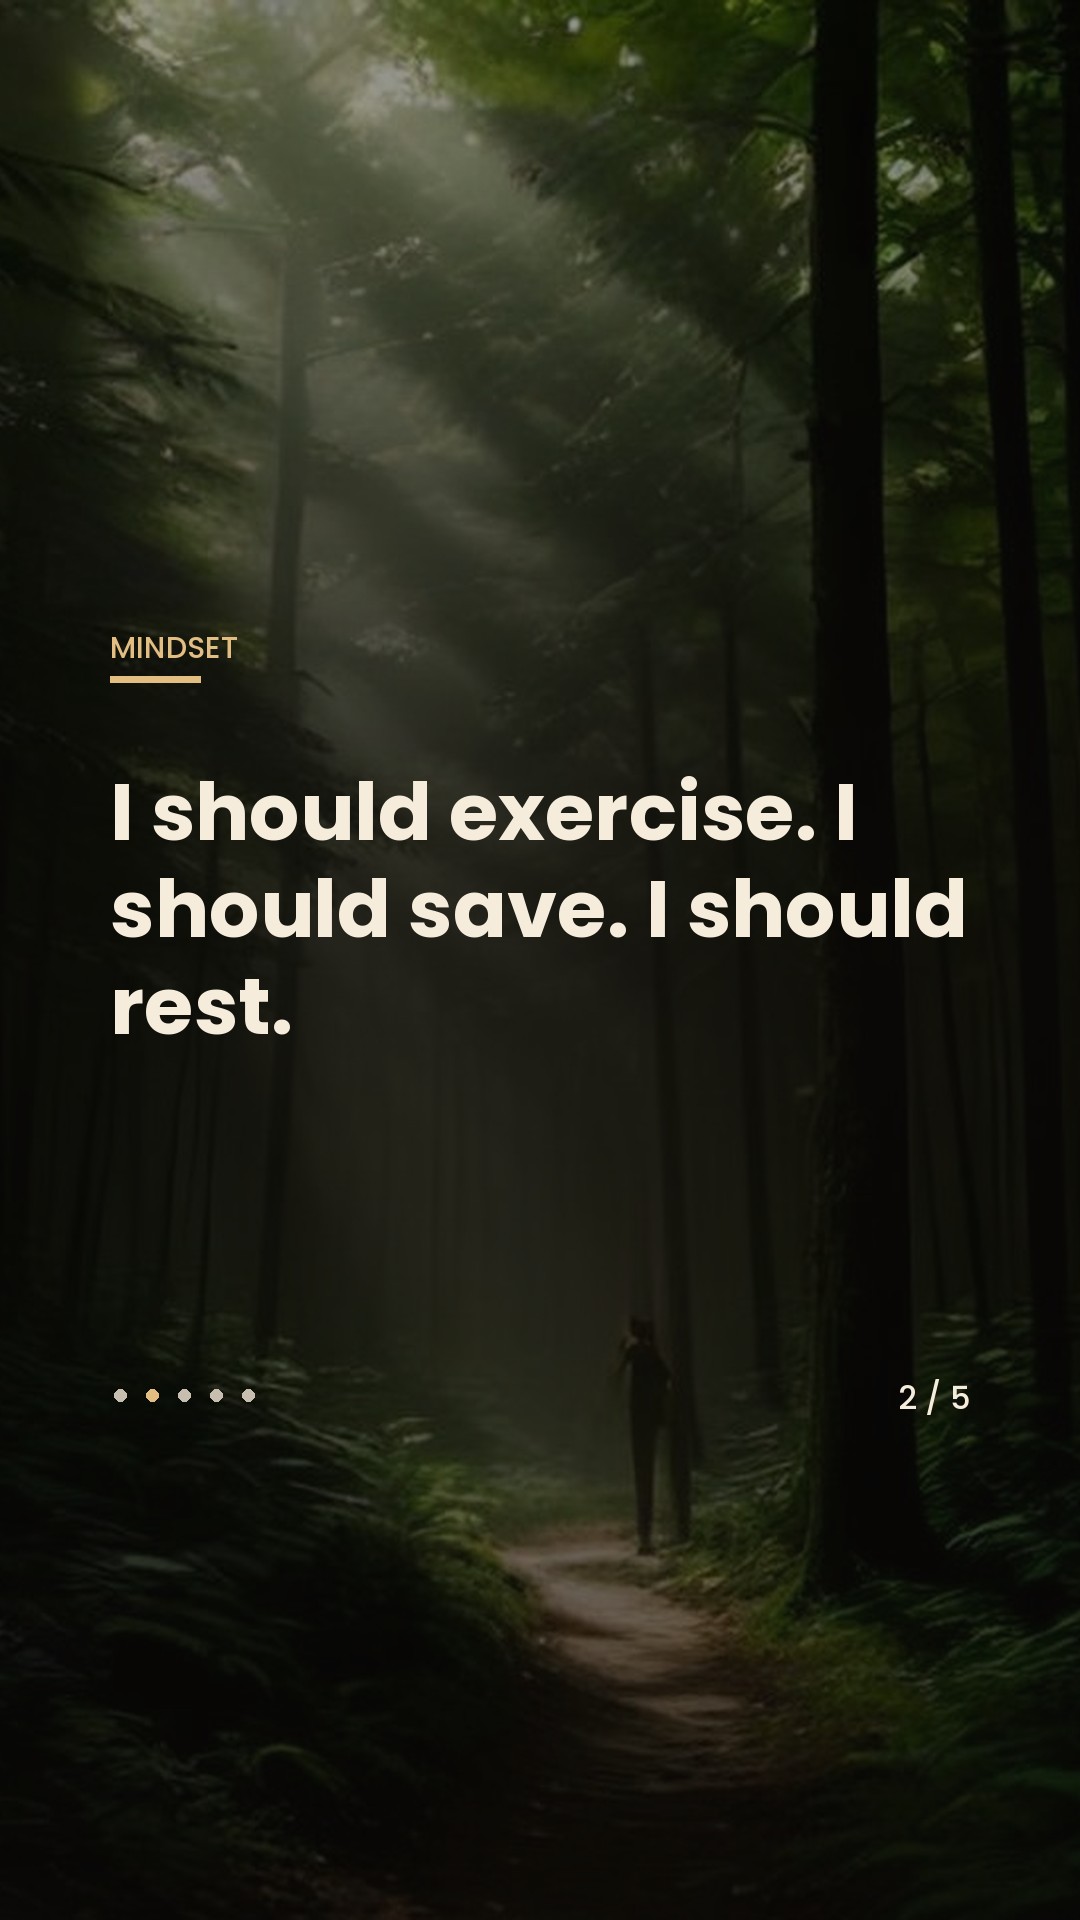 MINDSET
I should exercise. I
should save. I should
rest.
2 / 5